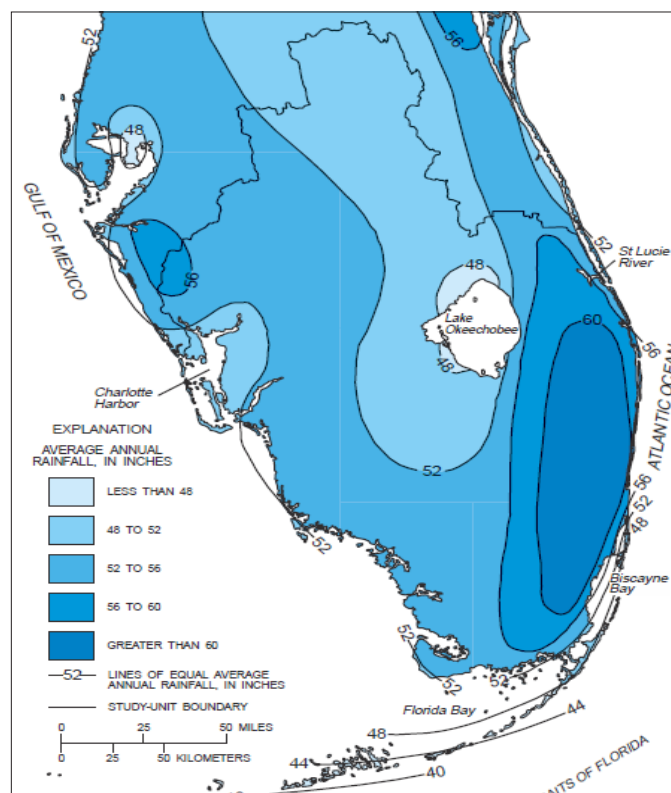 52
56
48
GULF OF MEXICO
56
52
St Lucie
River
48
60
Lake
Okeechobee
56
48
Charlotte
Harbor
ATLANTIC OCEAN
EXPLANATION
AVERAGE ANNUAL
RAINFALL, IN INCHES
52
56
52
48
LESS THAN 48
48 TO 52
52
52 TO 56
Biscayne
Bay
56 TO 60
GREATER THAN 60
52
52
52
52 LINES OF EQUAL AVERAGE
ANNUAL RAINFALL, IN INCHES
STUDY-UNIT BOUNDARY
Florida Bay
0 25 50 MILES
0 25 50 KILOMETERS
48
44
44
40
AITS OF FLORIDA